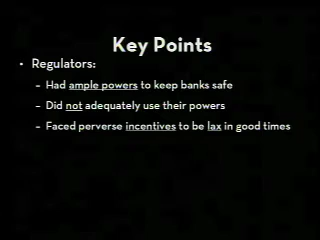 Key Points
• Regulators:
– Had ample powers to keep banks safe
– Did not adequately use their powers
– Faced perverse incentives to be lax in good times